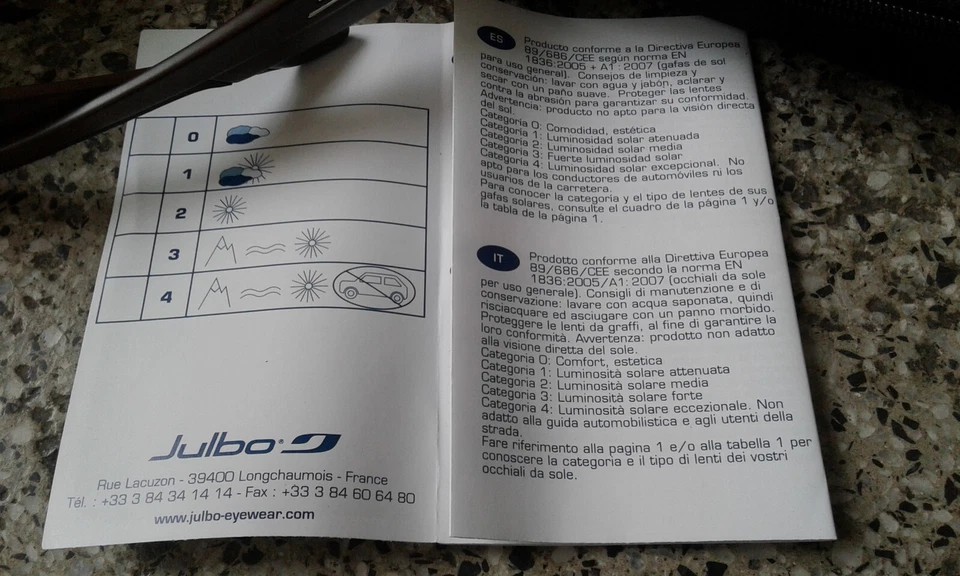 0
1
2
3
4
Julbo®
Rue Lacuzon - 39400 Longchaumois - France
Tél. : +33 3 84 34 14 14 - Fax : +33 3 84 60 64 80
www.julbo-eyewear.com
ES
Producto conforme a la Directiva Europea
89/686/CEE según norma EN
1836:2005 + A1: 2007 (gafas de sol
para uso general). Consejos de limpieza y
conservación: lavar con agua y jabón, aclarar y
secar con un paño suave. Proteger las lentes
contra la abrasión para garantizar su conformidad.
Advertencia: producto no apto para la visión directa
del sol.
Categoria 0: Comodidad, estética
Categoria 1: Luminosidad solar atenuada
Categoria 2: Luminosidad solar media
Categoria 3: Fuerte luminosidad solar
Categoria 4: Luminosidad solar excepcional. No
apto para los conductores de automóviles ni los
usuarios de la carretera.
Para conocer la categoria y el tipo de lentes de sus
gafas solares, consulte el cuadro de la página 1 y/o
la tabla de la página 1.
IT
Prodotto conforme alla Direttiva Europea
89/686/CEE secondo la norma EN
1836:2005/A1: 2007 (occhiali da sole
per uso generale). Consigli di manutenzione e di
conservazione: lavare con acqua saponata, quindi
risciacquare ed asciugare con un panno morbido.
Proteggere le lenti da graffi, al fine di garantire la
loro conformità. Avvertenza: prodotto non adatto
alla visione diretta del sole.
Categoria 0: Comfort, estetica
Categoria 1: Luminosità solare attenuata
Categoria 2: Luminosità solare media
Categoria 3: Luminosità solare forte
Categoria 4: Luminosità solare eccezionale. Non
adatto alla guida automobilistica e agli utenti della
strada.
Fare riferimento alla pagina 1 e/o alla tabella 1 per
conoscere la categoria e il tipo di lenti dei vostri
occhiali da sole.